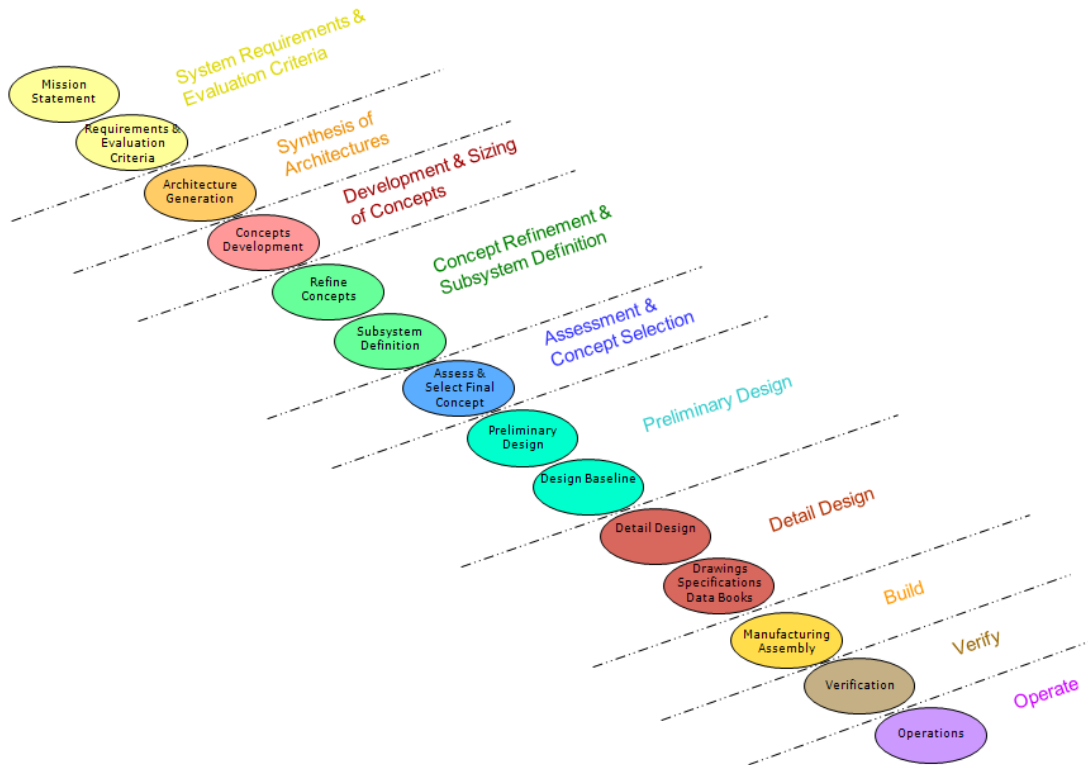 System Requirements &
Evaluation Criteria
Mission
Statement
Requirements &
Evaluation
Criteria
Synthesis of
Architectures
Architecture
Generation
Development & Sizing
of Concepts
Concepts
Development
Concept Refinement &
Subsystem Definition
Refine
Concepts
Subsystem
Definition
Assessment &
Concept Selection
Assess &
Select Final
Concept
Preliminary Design
Preliminary
Design
Design Baseline
Detail Design
Detail Design
Drawings
Specifications
Data Books
Build
Manufacturing
Assembly
Verify
Verification
Operate
Operations